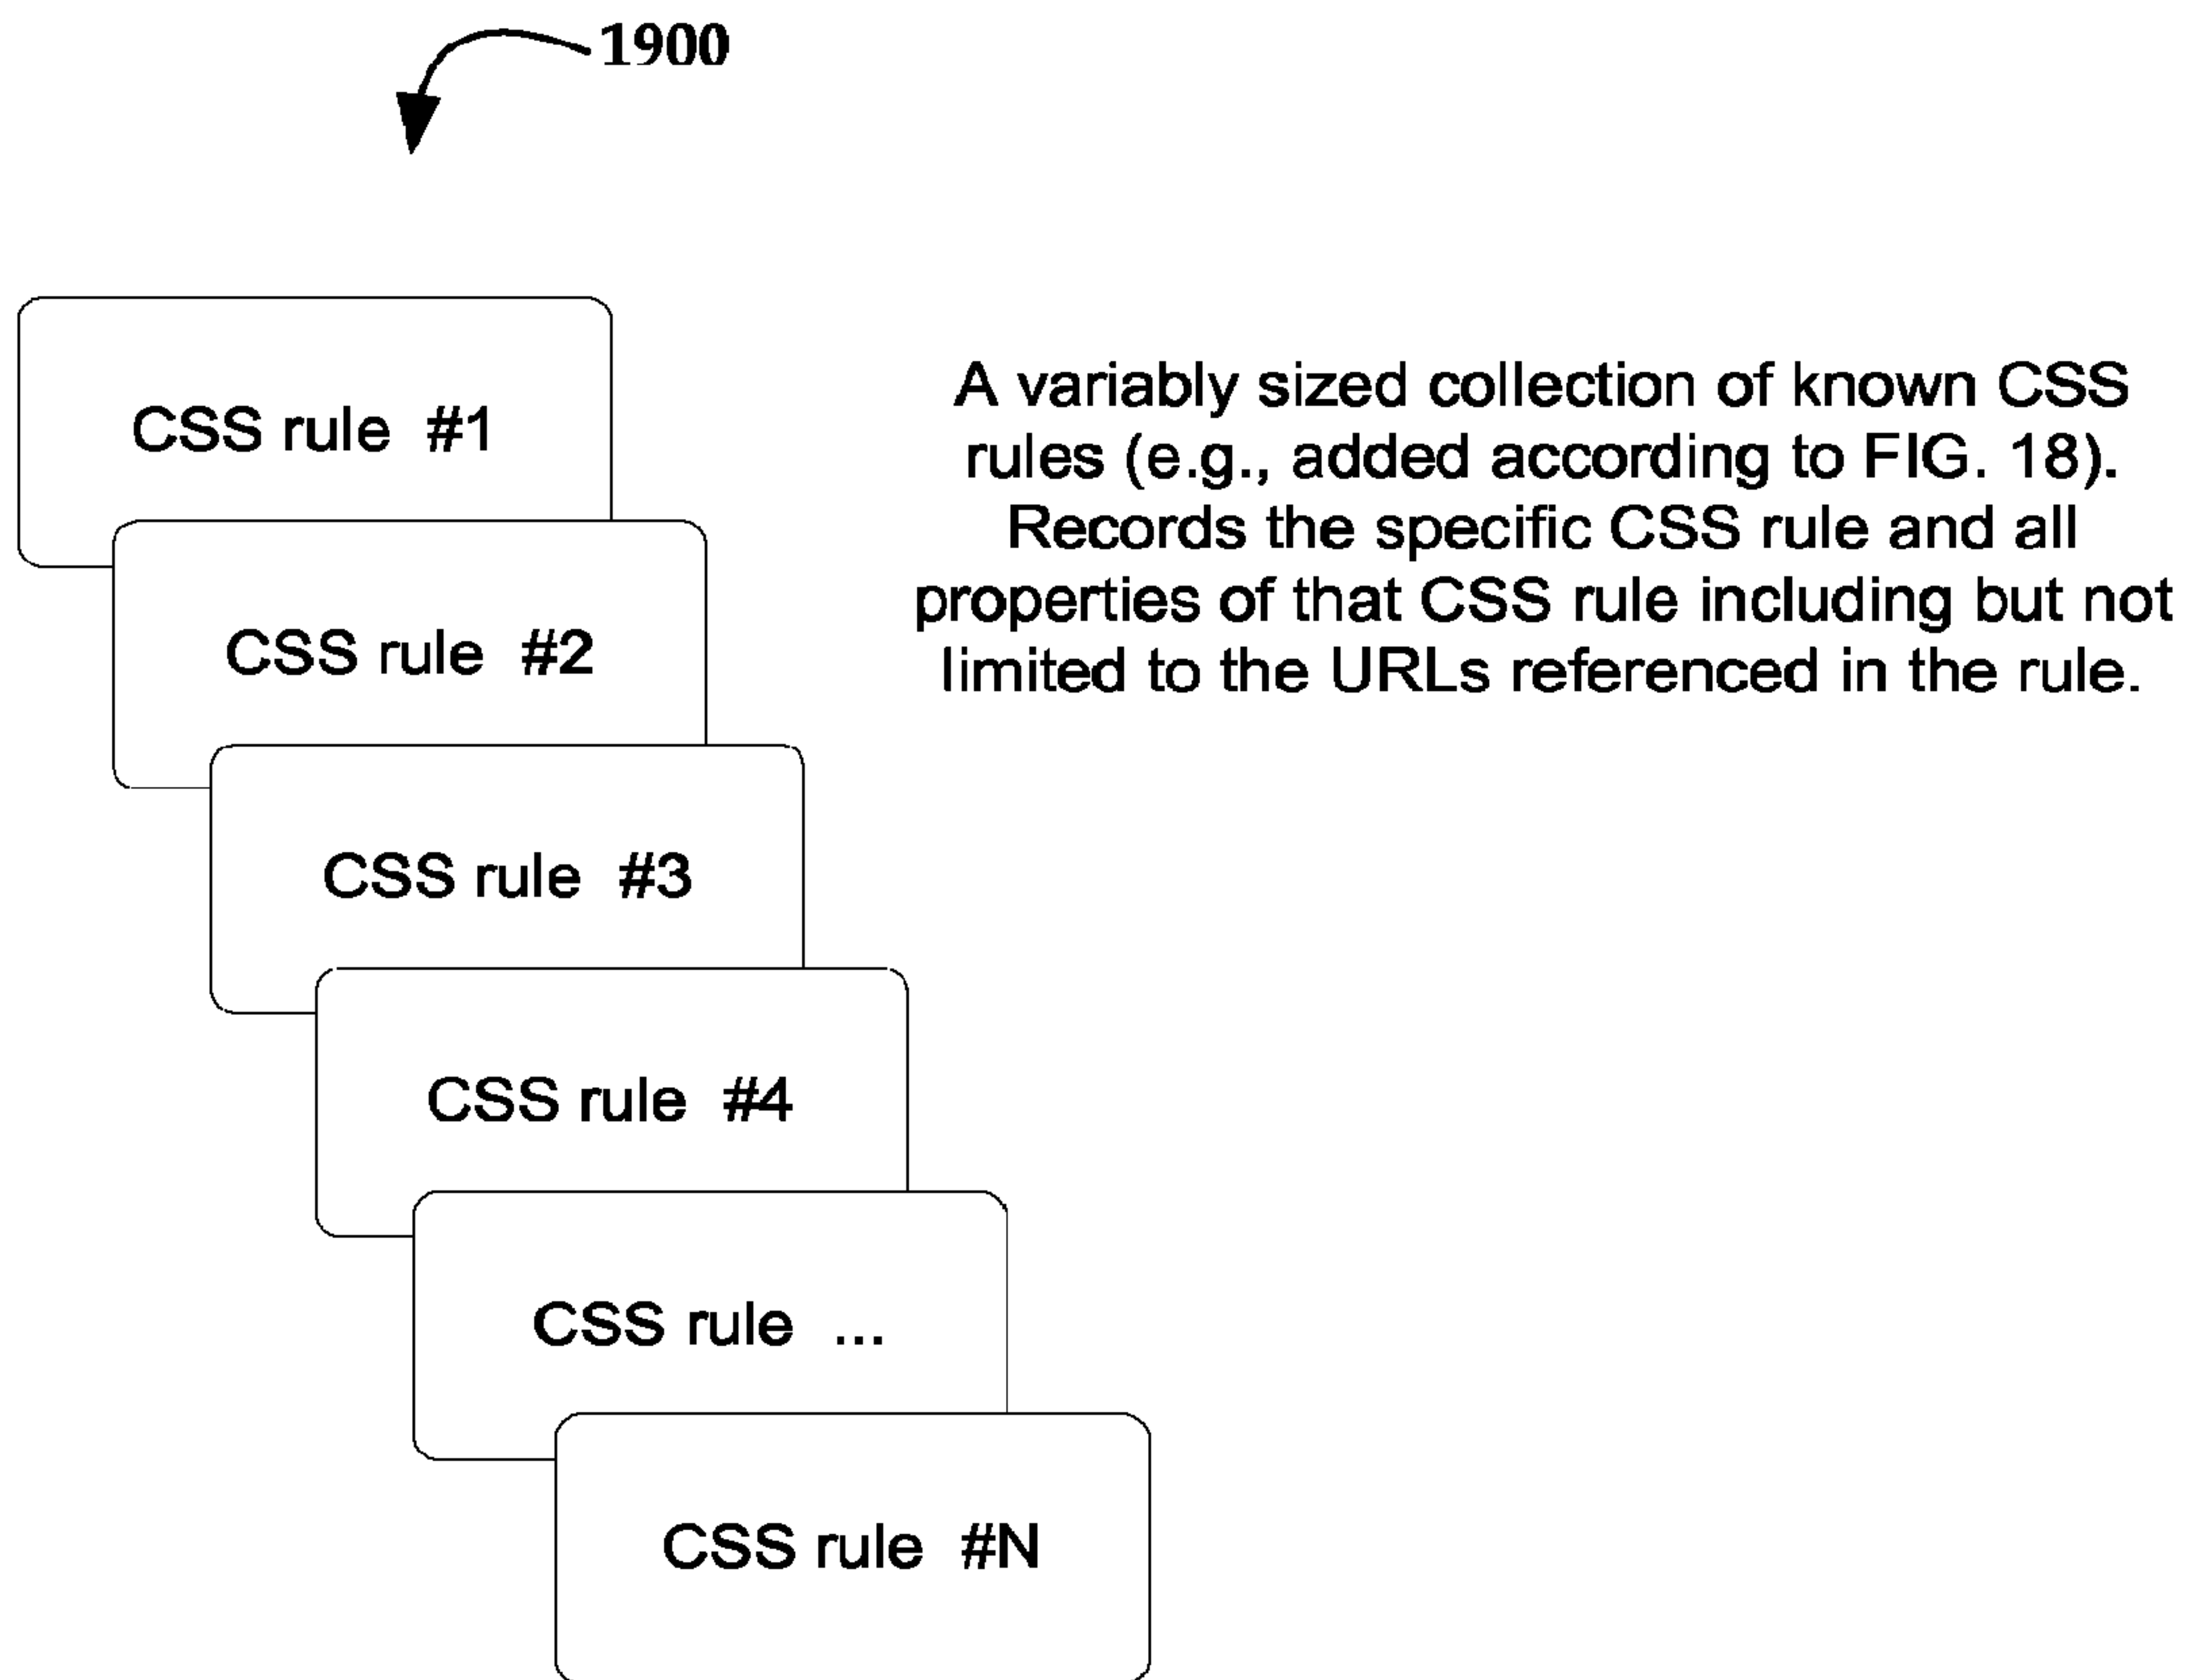 1900
CSS rule #1
A variably sized collection of known CSS
rules (e.g., added according to FIG. 18).
Records the specific CSS rule and all
properties of that CSS rule including but not
limited to the URLs referenced in the rule.
CSS rule #2
CSS rule #3
CSS rule #4
CSS rule ...
CSS rule #N